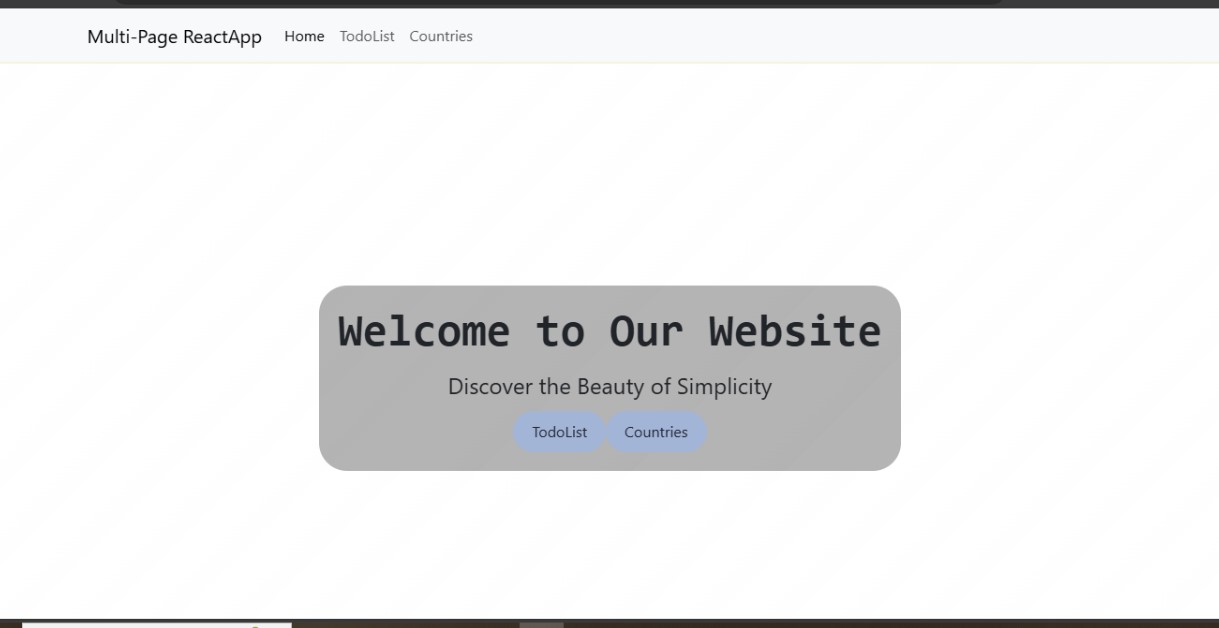 Multi-Page ReactApp Home TodoList Countries
Welcome to Our Website
Discover the Beauty of Simplicity
TodoList Countries